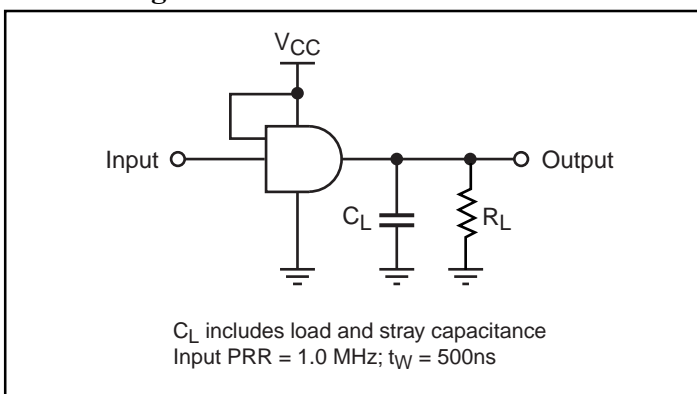 VCC
Input
Output
CL
RL
CL includes load and stray capacitance
Input PRR = 1.0 MHz; tW = 500ns